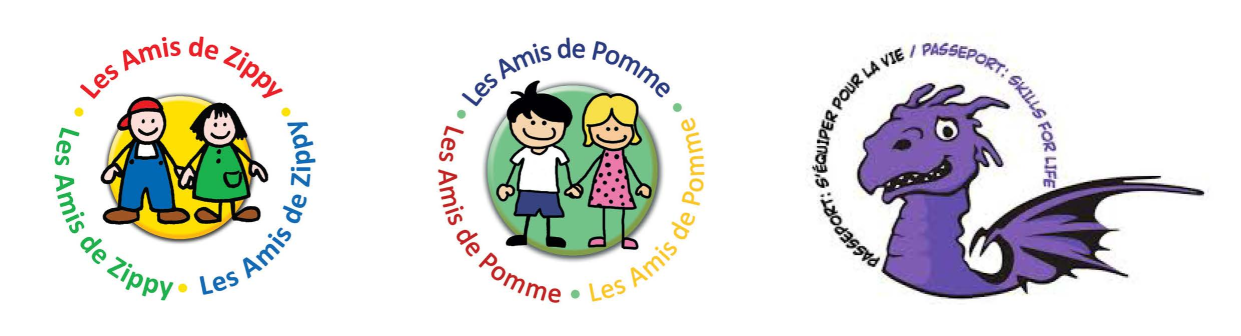 Les Amis de Zippy
Les Amis de Zippy
Les Amis de Zippy
Les Amis de Pomme
Les Amis de Pomme
Les Amis de Pomme
PASSEPORT: S'ÉQUIPER POUR LA VIE / PASSEPORT: SKILLS FOR LIFE